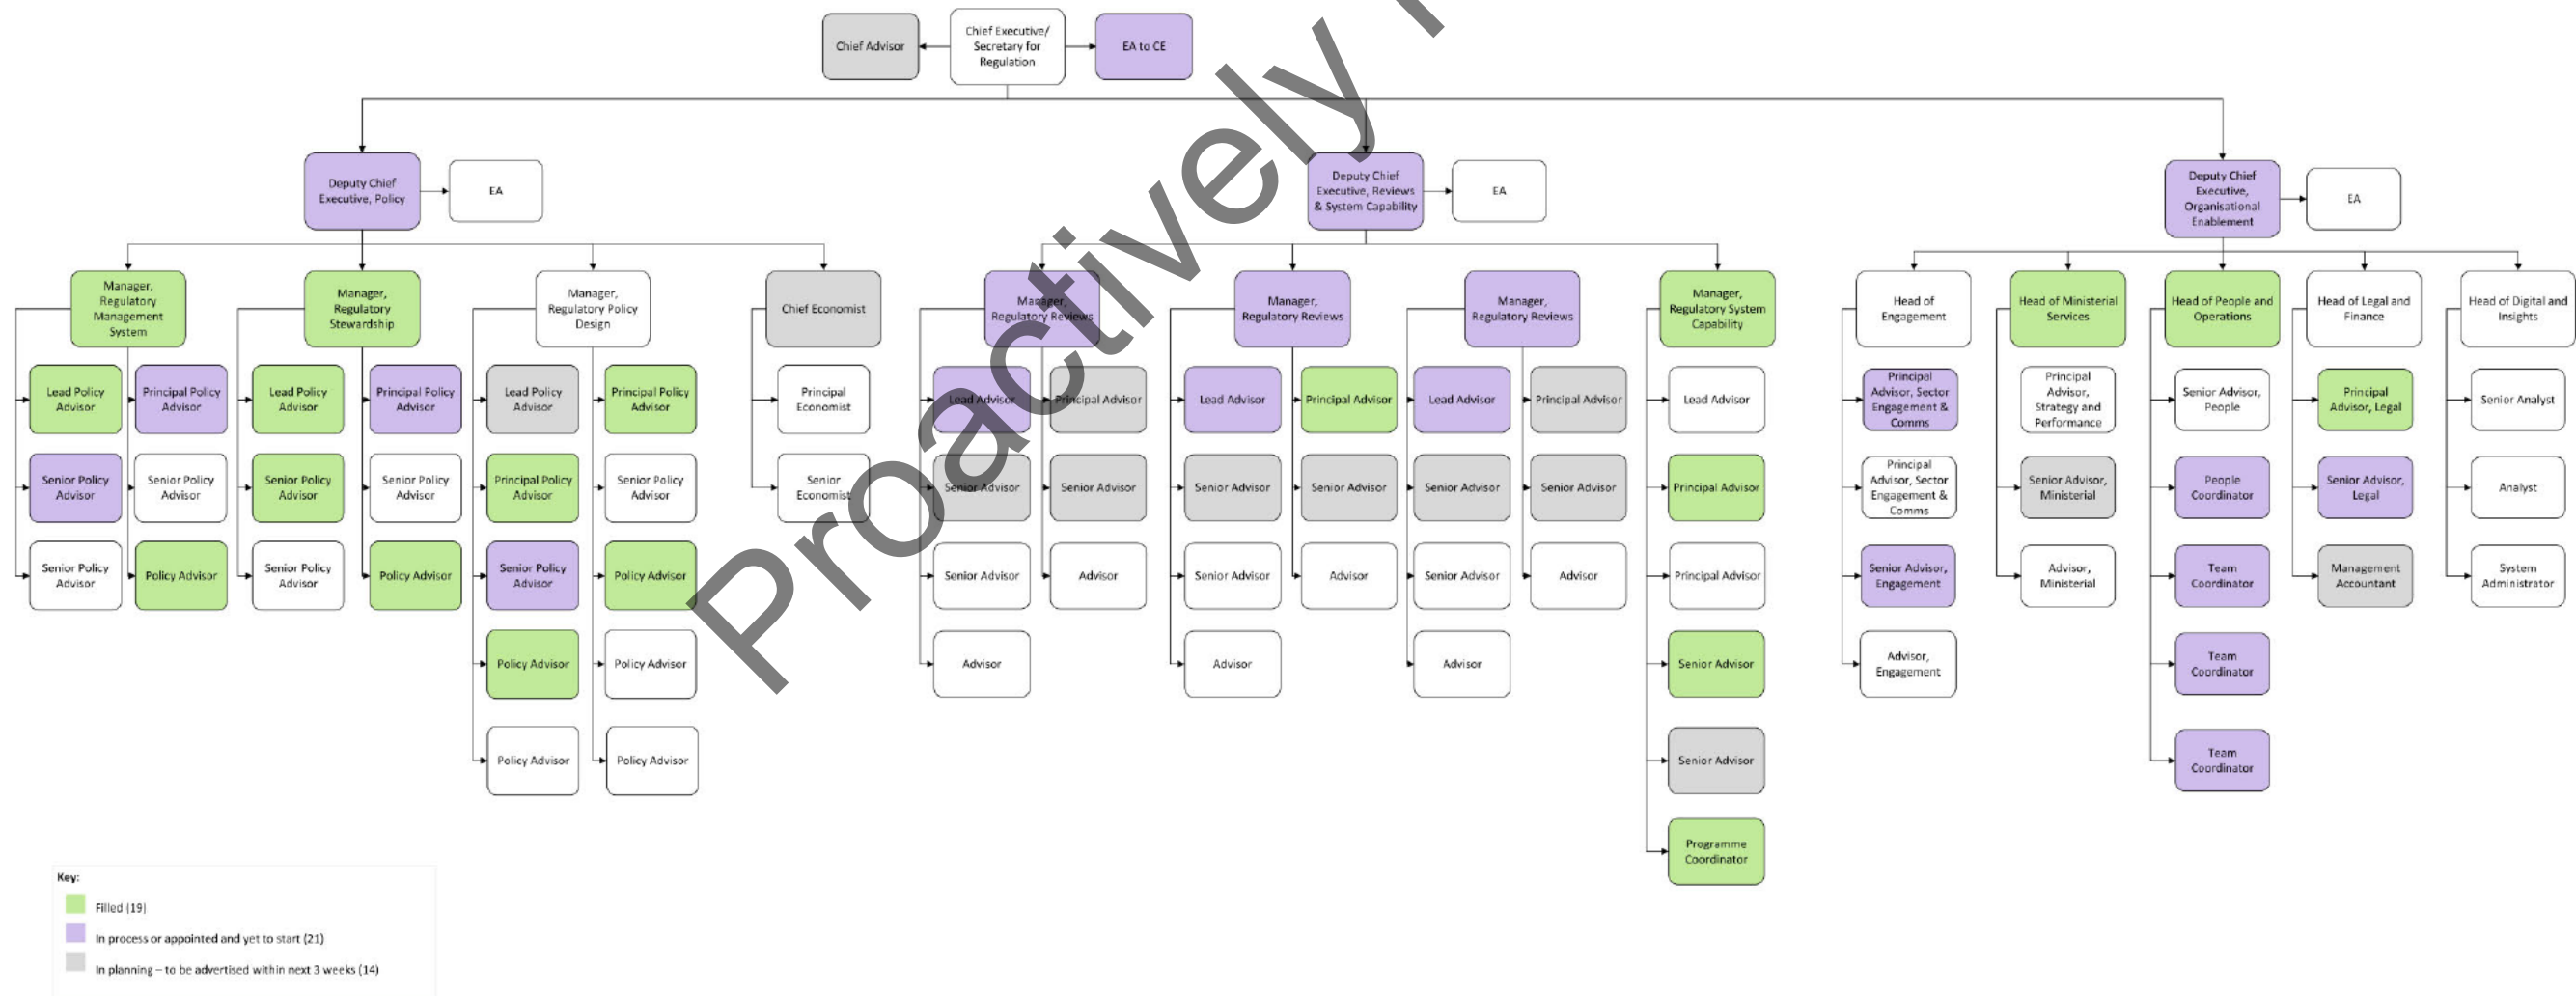 Chief Advisor
Chief Executive/
Secretary for
Regulation
EA to CE
Deputy Chief
Executive, Policy
EA
Deputy Chief
Executive, Reviews
& System Capability
EA
Deputy Chief
Executive,
Organisational
Enablement
EA
Manager,
Regulatory
Management
System
Lead Policy
Advisor
Principal Policy
Advisor
Senior Policy
Advisor
Senior Policy
Advisor
Senior Policy
Advisor
Policy Advisor
Manager,
Regulatory
Stewardship
Lead Policy
Advisor
Principal Policy
Advisor
Senior Policy
Advisor
Senior Policy
Advisor
Senior Policy
Advisor
Policy Advisor
Manager,
Regulatory Policy
Design
Lead Policy
Advisor
Principal Policy
Advisor
Principal Policy
Advisor
Senior Policy
Advisor
Senior Policy
Advisor
Policy Advisor
Policy Advisor
Policy Advisor
Policy Advisor
Policy Advisor
Chief Economist
Principal
Economist
Senior
Economist
Manager,
Regulatory Reviews
Lead Advisor
Principal Advisor
Senior Advisor
Senior Advisor
Senior Advisor
Advisor
Advisor
Manager,
Regulatory Reviews
Lead Advisor
Principal Advisor
Senior Advisor
Senior Advisor
Senior Advisor
Advisor
Advisor
Manager,
Regulatory Reviews
Lead Advisor
Principal Advisor
Senior Advisor
Senior Advisor
Senior Advisor
Advisor
Advisor
Manager,
Regulatory System
Capability
Lead Advisor
Principal Advisor
Principal Advisor
Senior Advisor
Senior Advisor
Programme
Coordinator
Head of
Engagement
Principal
Advisor, Sector
Engagement &
Comms
Principal
Advisor, Sector
Engagement &
Comms
Senior Advisor,
Engagement
Advisor,
Engagement
Head of Ministerial
Services
Principal
Advisor,
Strategy and
Performance
Senior Advisor,
Ministerial
Advisor,
Ministerial
Head of People and
Operations
Senior Advisor,
People
People
Coordinator
Team
Coordinator
Team
Coordinator
Team
Coordinator
Head of Legal and
Finance
Principal
Advisor, Legal
Senior Advisor,
Legal
Management
Accountant
Head of Digital and
Insights
Senior Analyst
Analyst
System
Administrator
Proactively
Key:
Filled (19)
In process or appointed and yet to start (21)
In planning – to be advertised within next 3 weeks (14)